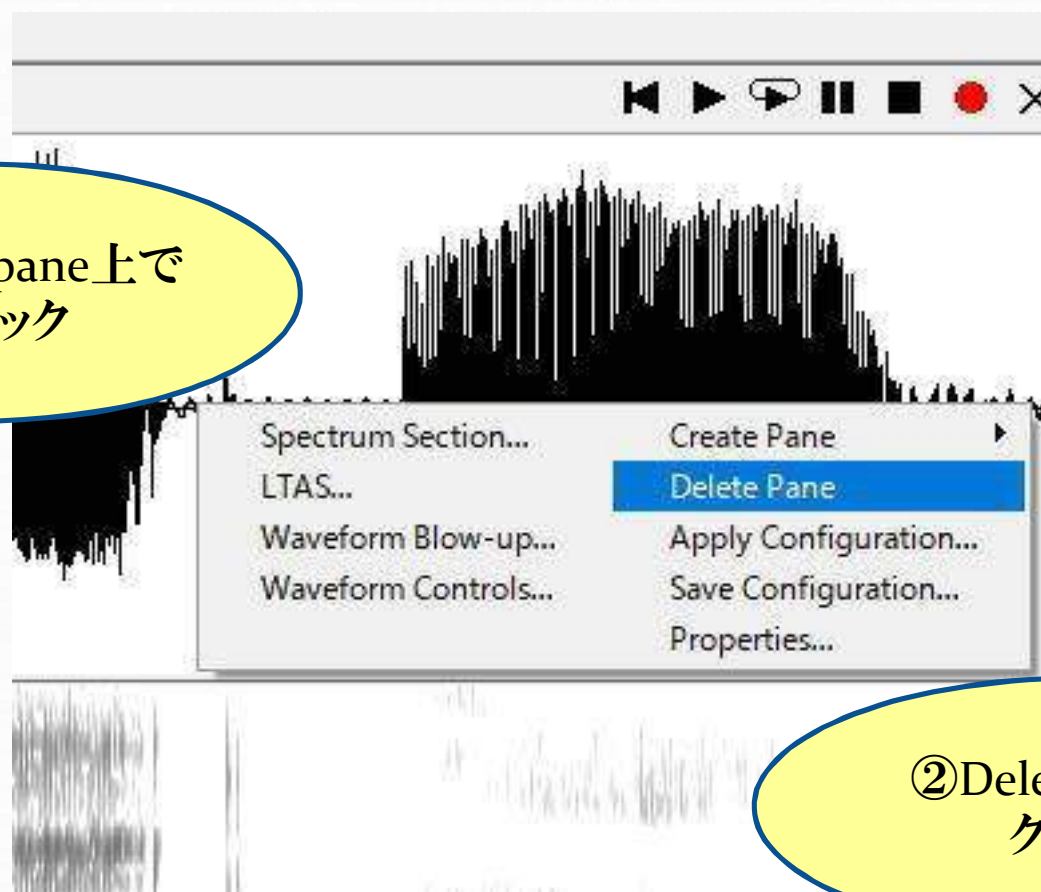 pane上で
ック
Spectrum Section...
LTAS...
Waveform Blow-up...
Waveform Controls...
Create Pane
Delete Pane
Apply Configuration...
Save Configuration...
Properties...
②Dele
ク